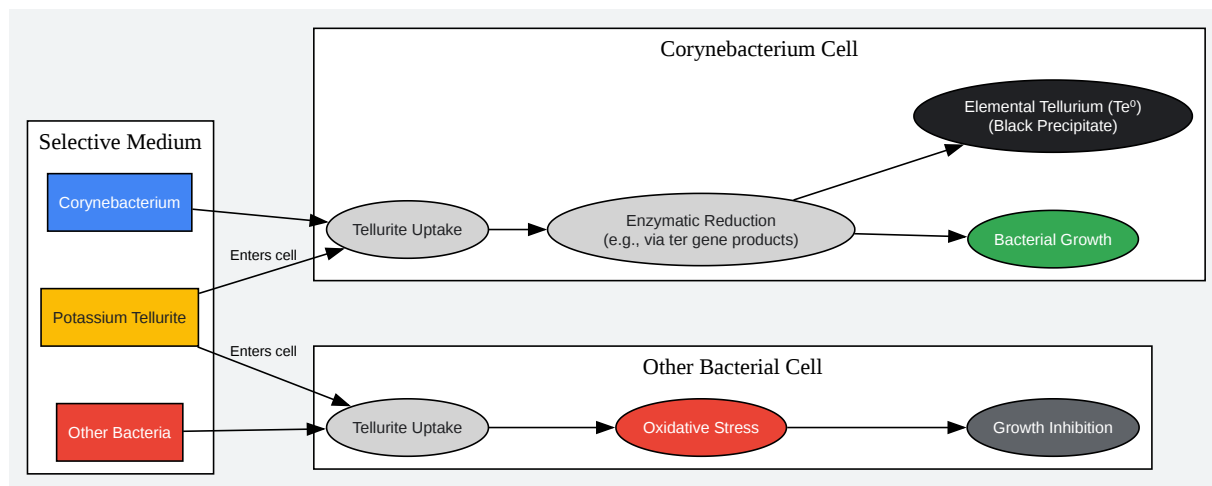 Corynebacterium Cell
Elemental Tellurium (Te⁰)
(Black Precipitate)
Selective Medium
Corynebacterium
Tellurite Uptake
Enzymatic Reduction
(e.g., via ter gene products)
Bacterial Growth
Enters cell
Potassium Tellurite
Enters cell
Other Bacterial Cell
Other Bacteria
Tellurite Uptake
Oxidative Stress
Growth Inhibition